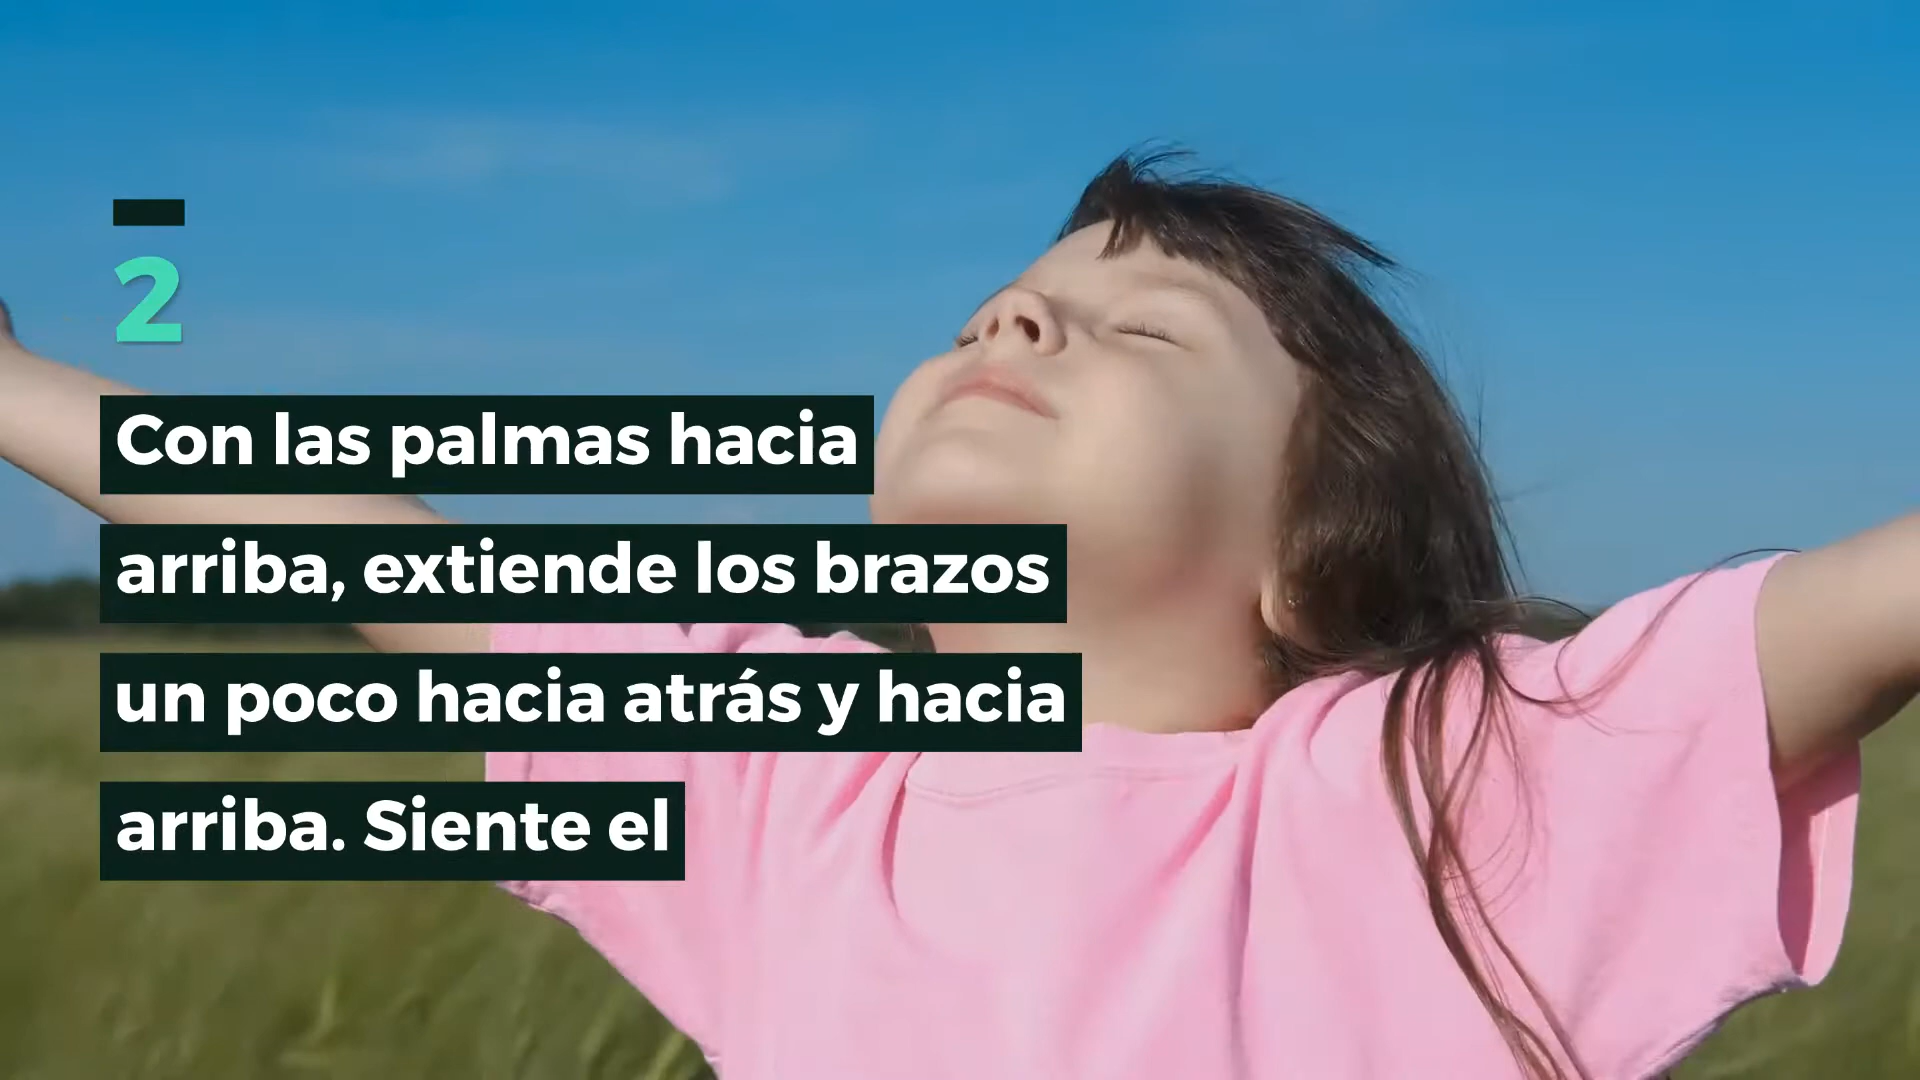 2
Con las palmas hacia
arriba, extiende los brazos
un poco hacia atrás y hacia
arriba. Siente el